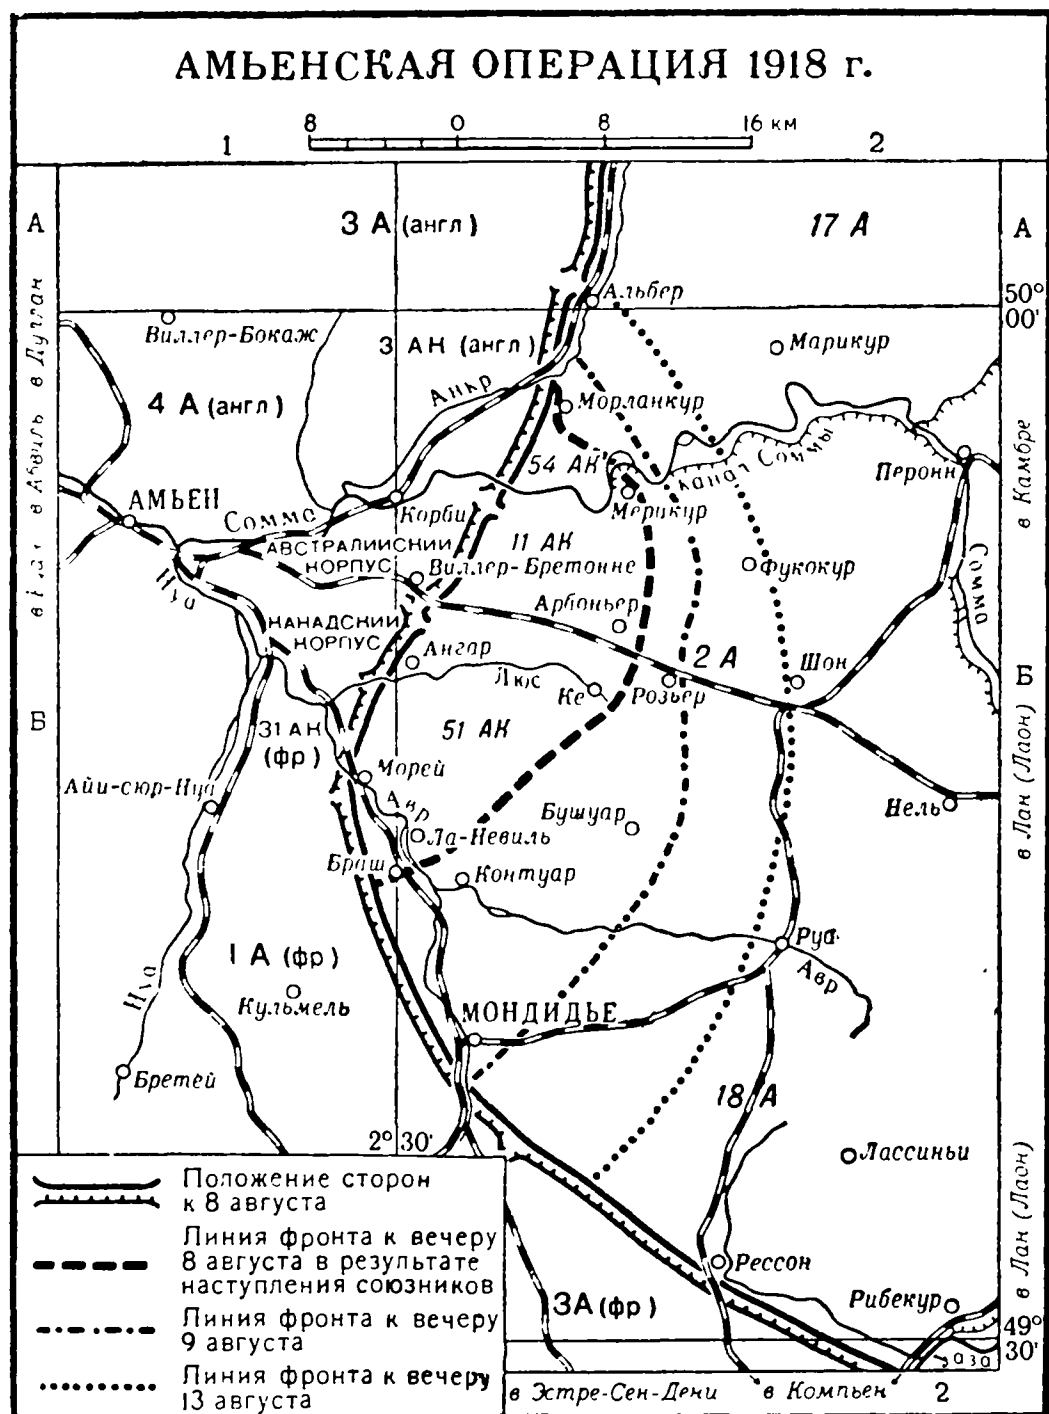 АМЬЕНСКАЯ ОПЕРАЦИЯ 1918 г.
8 0 8 16 км
1 2
А
3 А (англ)
17 А
А
Альбер
50°
00'
Виллер-Бокаж
3 АК (англ)
Марикур
в Дуллан
4 А (англ)
Анкр
Морланкур
54 АК
Канал Соммы
Перонн
в Камбре
в Абвиль
АМЬЕН
Сомма
Корби
Мерикур
АВСТРАЛИЙСКИЙ
КОРПУС
11 АК
Виллер-Бретонне
Фукокур
Сомма
Нуа
КАНАДСКИЙ
КОРПУС
Арбоньер
Ангар
Люс
Ке
2 А
Розьер
Шон
Б
Б
31 АК
(фр)
51 АК
Морей
Айи-сюр-Нуа
Авр
Ла-Невиль
Бушуар
Нель
в Лан (Лаон)
Браш
Контуар
Руа
Авр
1 А (фр)
Нуа
Кульмель
МОНДИДЬЕ
Бретей
18 А
2° 30'
Лассиньи
в Лан (Лаон)
Рессон
Рибекур
3А (фр)
49°
30'
Уаза
в Эстре-Сен-Дени
в Компьен
2
Положение сторон
к 8 августа
Линия фронта к вечеру
8 августа в результате
наступления союзников
Линия фронта к вечеру
9 августа
Линия фронта к вечеру
13 августа